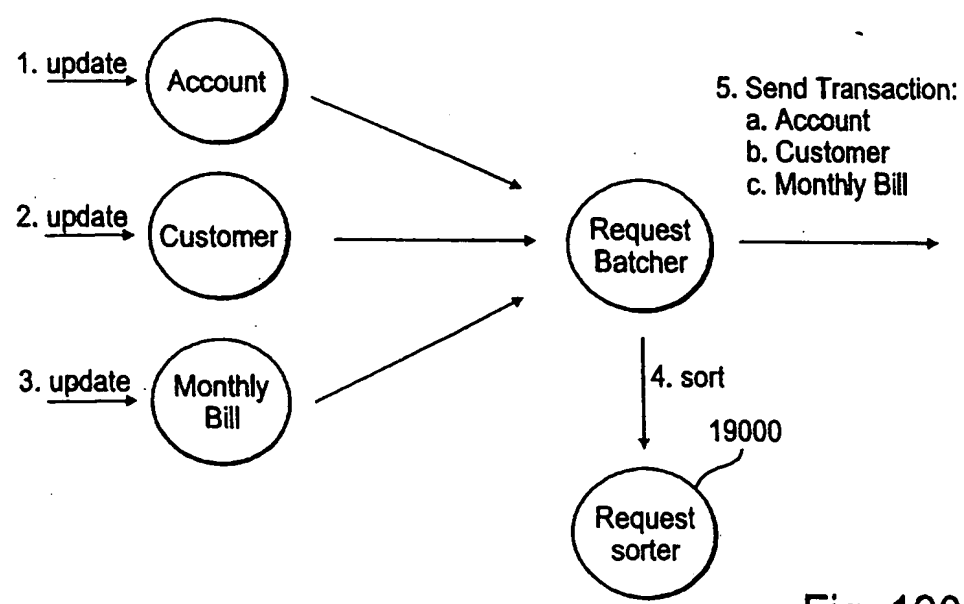 1. update
Account
5. Send Transaction:
a. Account
b. Customer
c. Monthly Bill
2. update
Customer
Request
Batcher
3. update
Monthly
Bill
4. sort
19000
Request
sorter